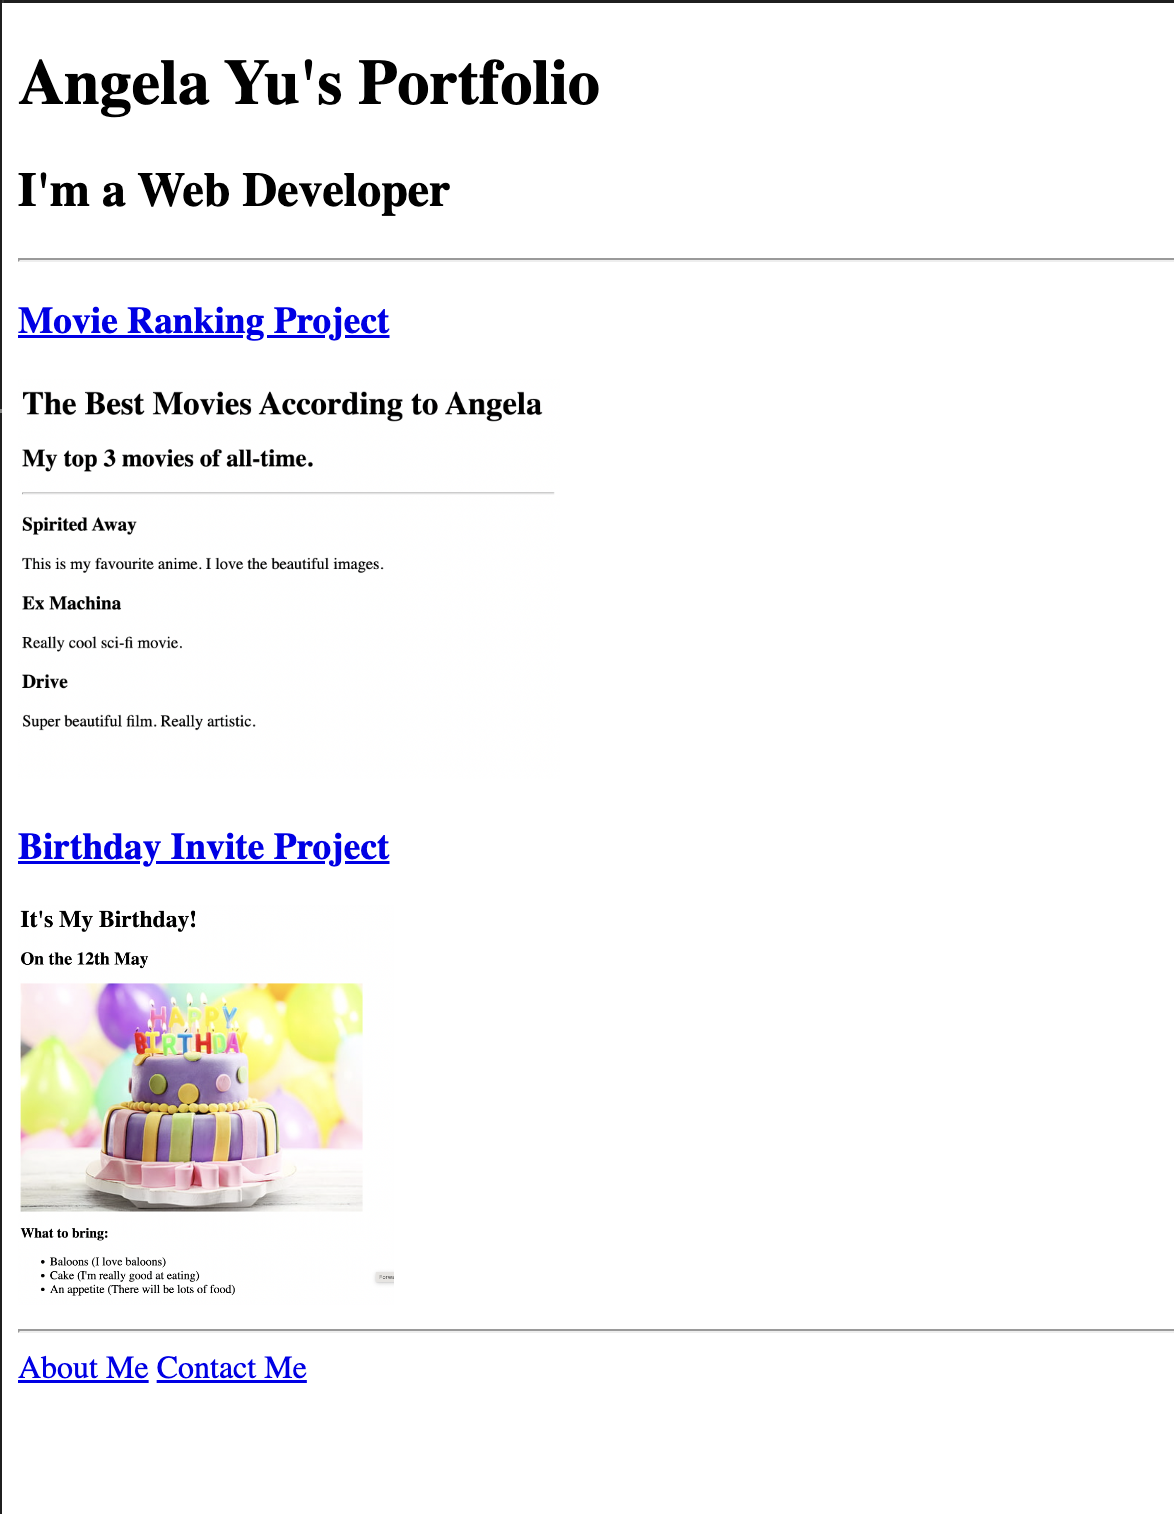 Angela Yu's Portfolio
I'm a Web Developer
Movie Ranking Project
The Best Movies According to Angela
My top 3 movies of all-time.
Spirited Away
This is my favourite anime. I love the beautiful images.
Ex Machina
Really cool sci-fi movie.
Drive
Super beautiful film. Really artistic.
Birthday Invite Project
It's My Birthday!
On the 12th May
HAPPY
BIRTHDAY
What to bring:
• Baloons (I love baloons)
• Cake (I'm really good at eating)
• An appetite (There will be lots of food)
About Me Contact Me